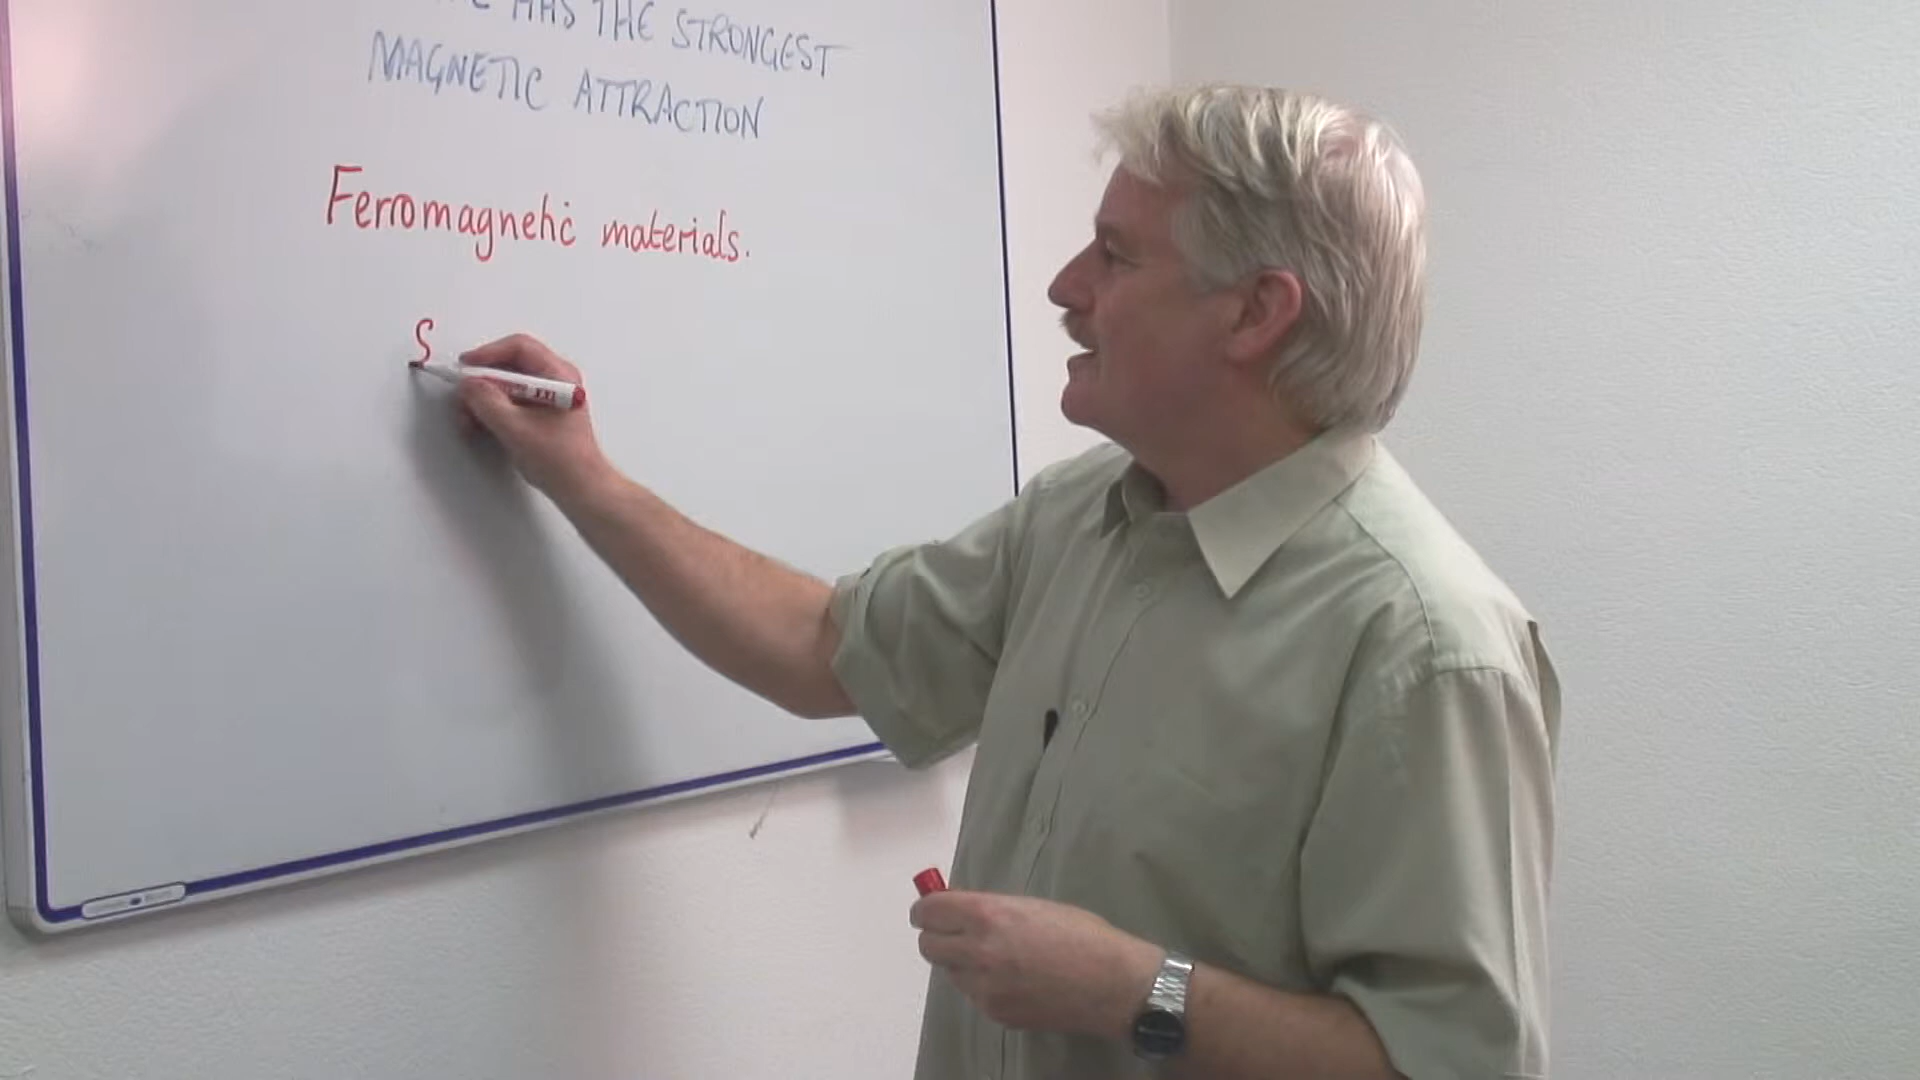 HAS THE STRONGEST
MAGNETIC ATTRACTION
Ferromagnetic materials.
S